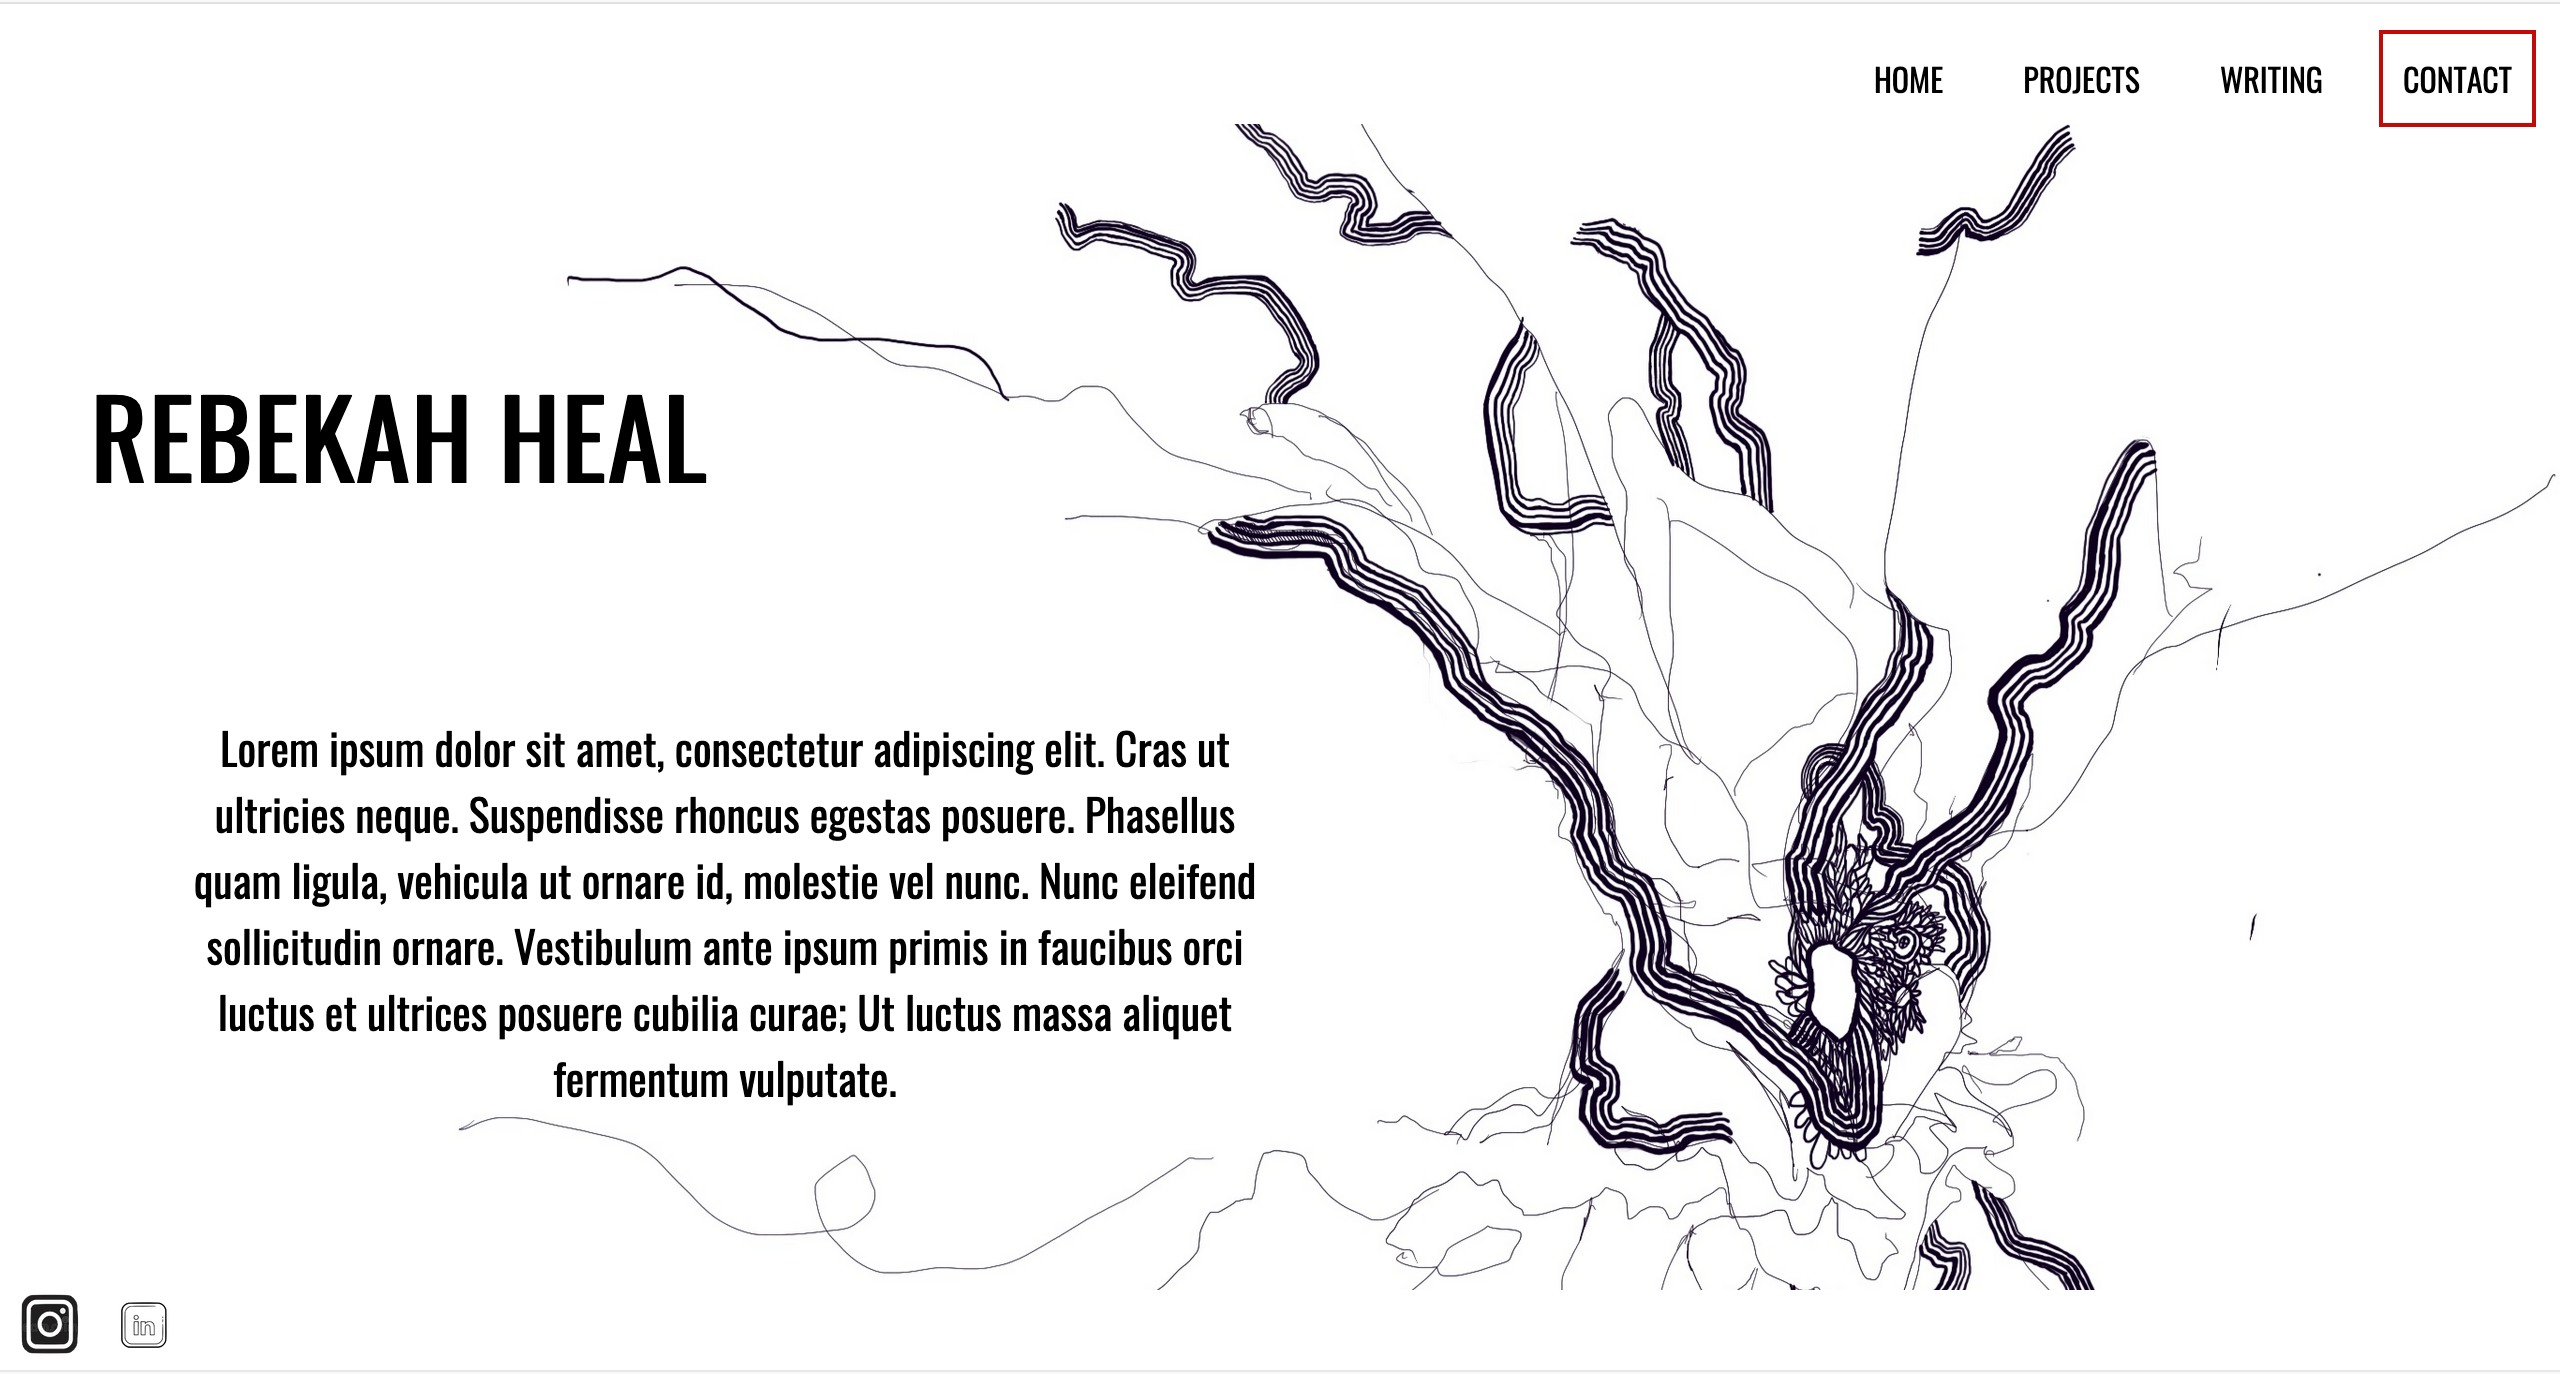 HOME PROJECTS WRITING CONTACT
REBEKAH HEAL
Lorem ipsum dolor sit amet, consectetur adipiscing elit. Cras ut
ultricies neque. Suspendisse rhoncus egestas posuere. Phasellus
quam ligula, vehicula ut ornare id, molestie vel nunc. Nunc eleifend
sollicitudin ornare. Vestibulum ante ipsum primis in faucibus orci
luctus et ultrices posuere cubilia curae; Ut luctus massa aliquet
fermentum vulputate.
in